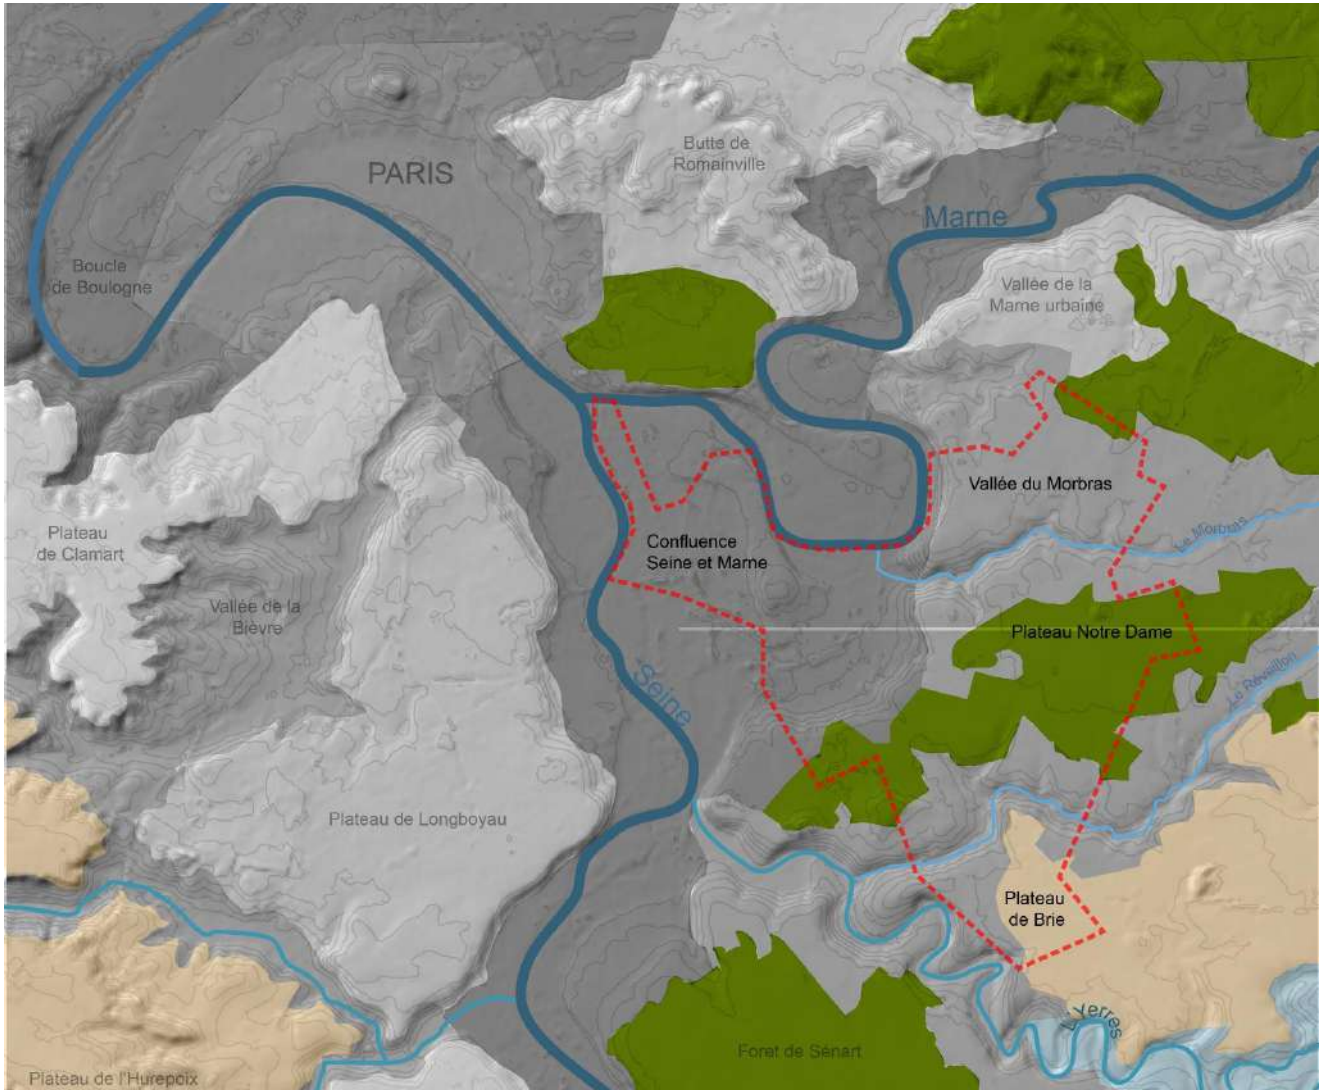 PARIS
Butte de
Romainville
Marne
Boucle
de Boulogne
Vallée de la
Marne urbaine
Vallée du Morbras
Le Morbras
Plateau
de Clamart
Confluence
Seine et Marne
Vallée de la
Bièvre
Plateau Notre Dame
Seine
Le Réveillon
Plateau de Longboyau
Plateau
de Brie
L'Yerres
Foret de Sénart
Plateau de l'Hurepoix